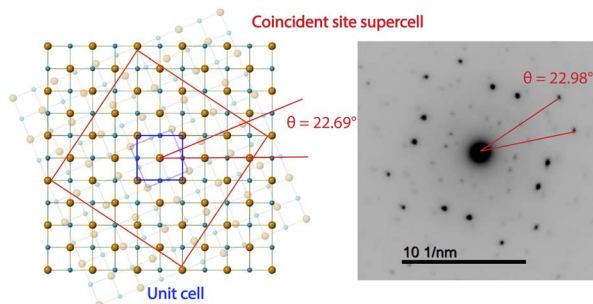 Coincident site supercell
θ = 22.69°
Unit cell
θ = 22.98°
10 1/nm